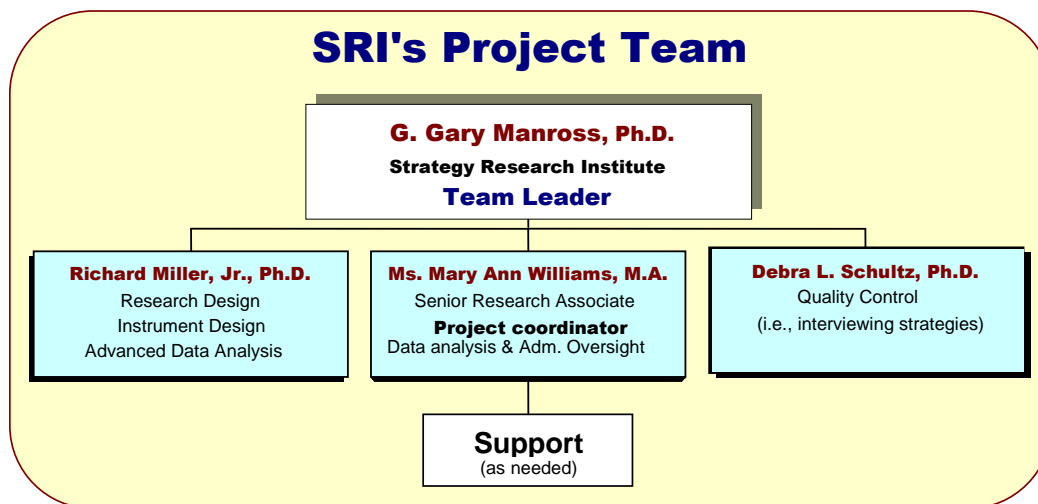 SRI's Project Team
G. Gary Manross, Ph.D.
Strategy Research Institute
Team Leader
Richard Miller, Jr., Ph.D.
Research Design
Instrument Design
Advanced Data Analysis
Ms. Mary Ann Williams, M.A.
Senior Research Associate
Project coordinator
Data analysis & Adm. Oversight
Debra L. Schultz, Ph.D.
Quality Control
(i.e., interviewing strategies)
Support
(as needed)